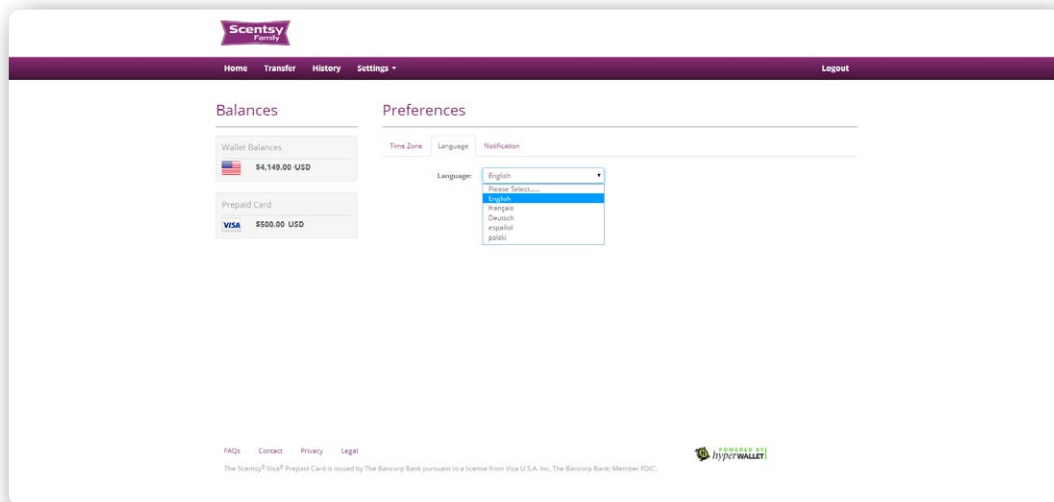 Scentsy
Family
Home Transfer History Settings Logout
Balances
Wallet Balances
$4,149.00 USD
Prepaid Card
VISA $500.00 USD
Preferences
Time Zone Language Notification
Language: English
Please Select......
English
français
Deutsch
español
polski
FAQs Contact Privacy Legal
The Scentsy® Visa® Prepaid Card is issued by The Bancorp Bank pursuant to a license from Visa U.S.A. Inc. The Bancorp Bank; Member FDIC.
POWERED BY
hyperWALLET